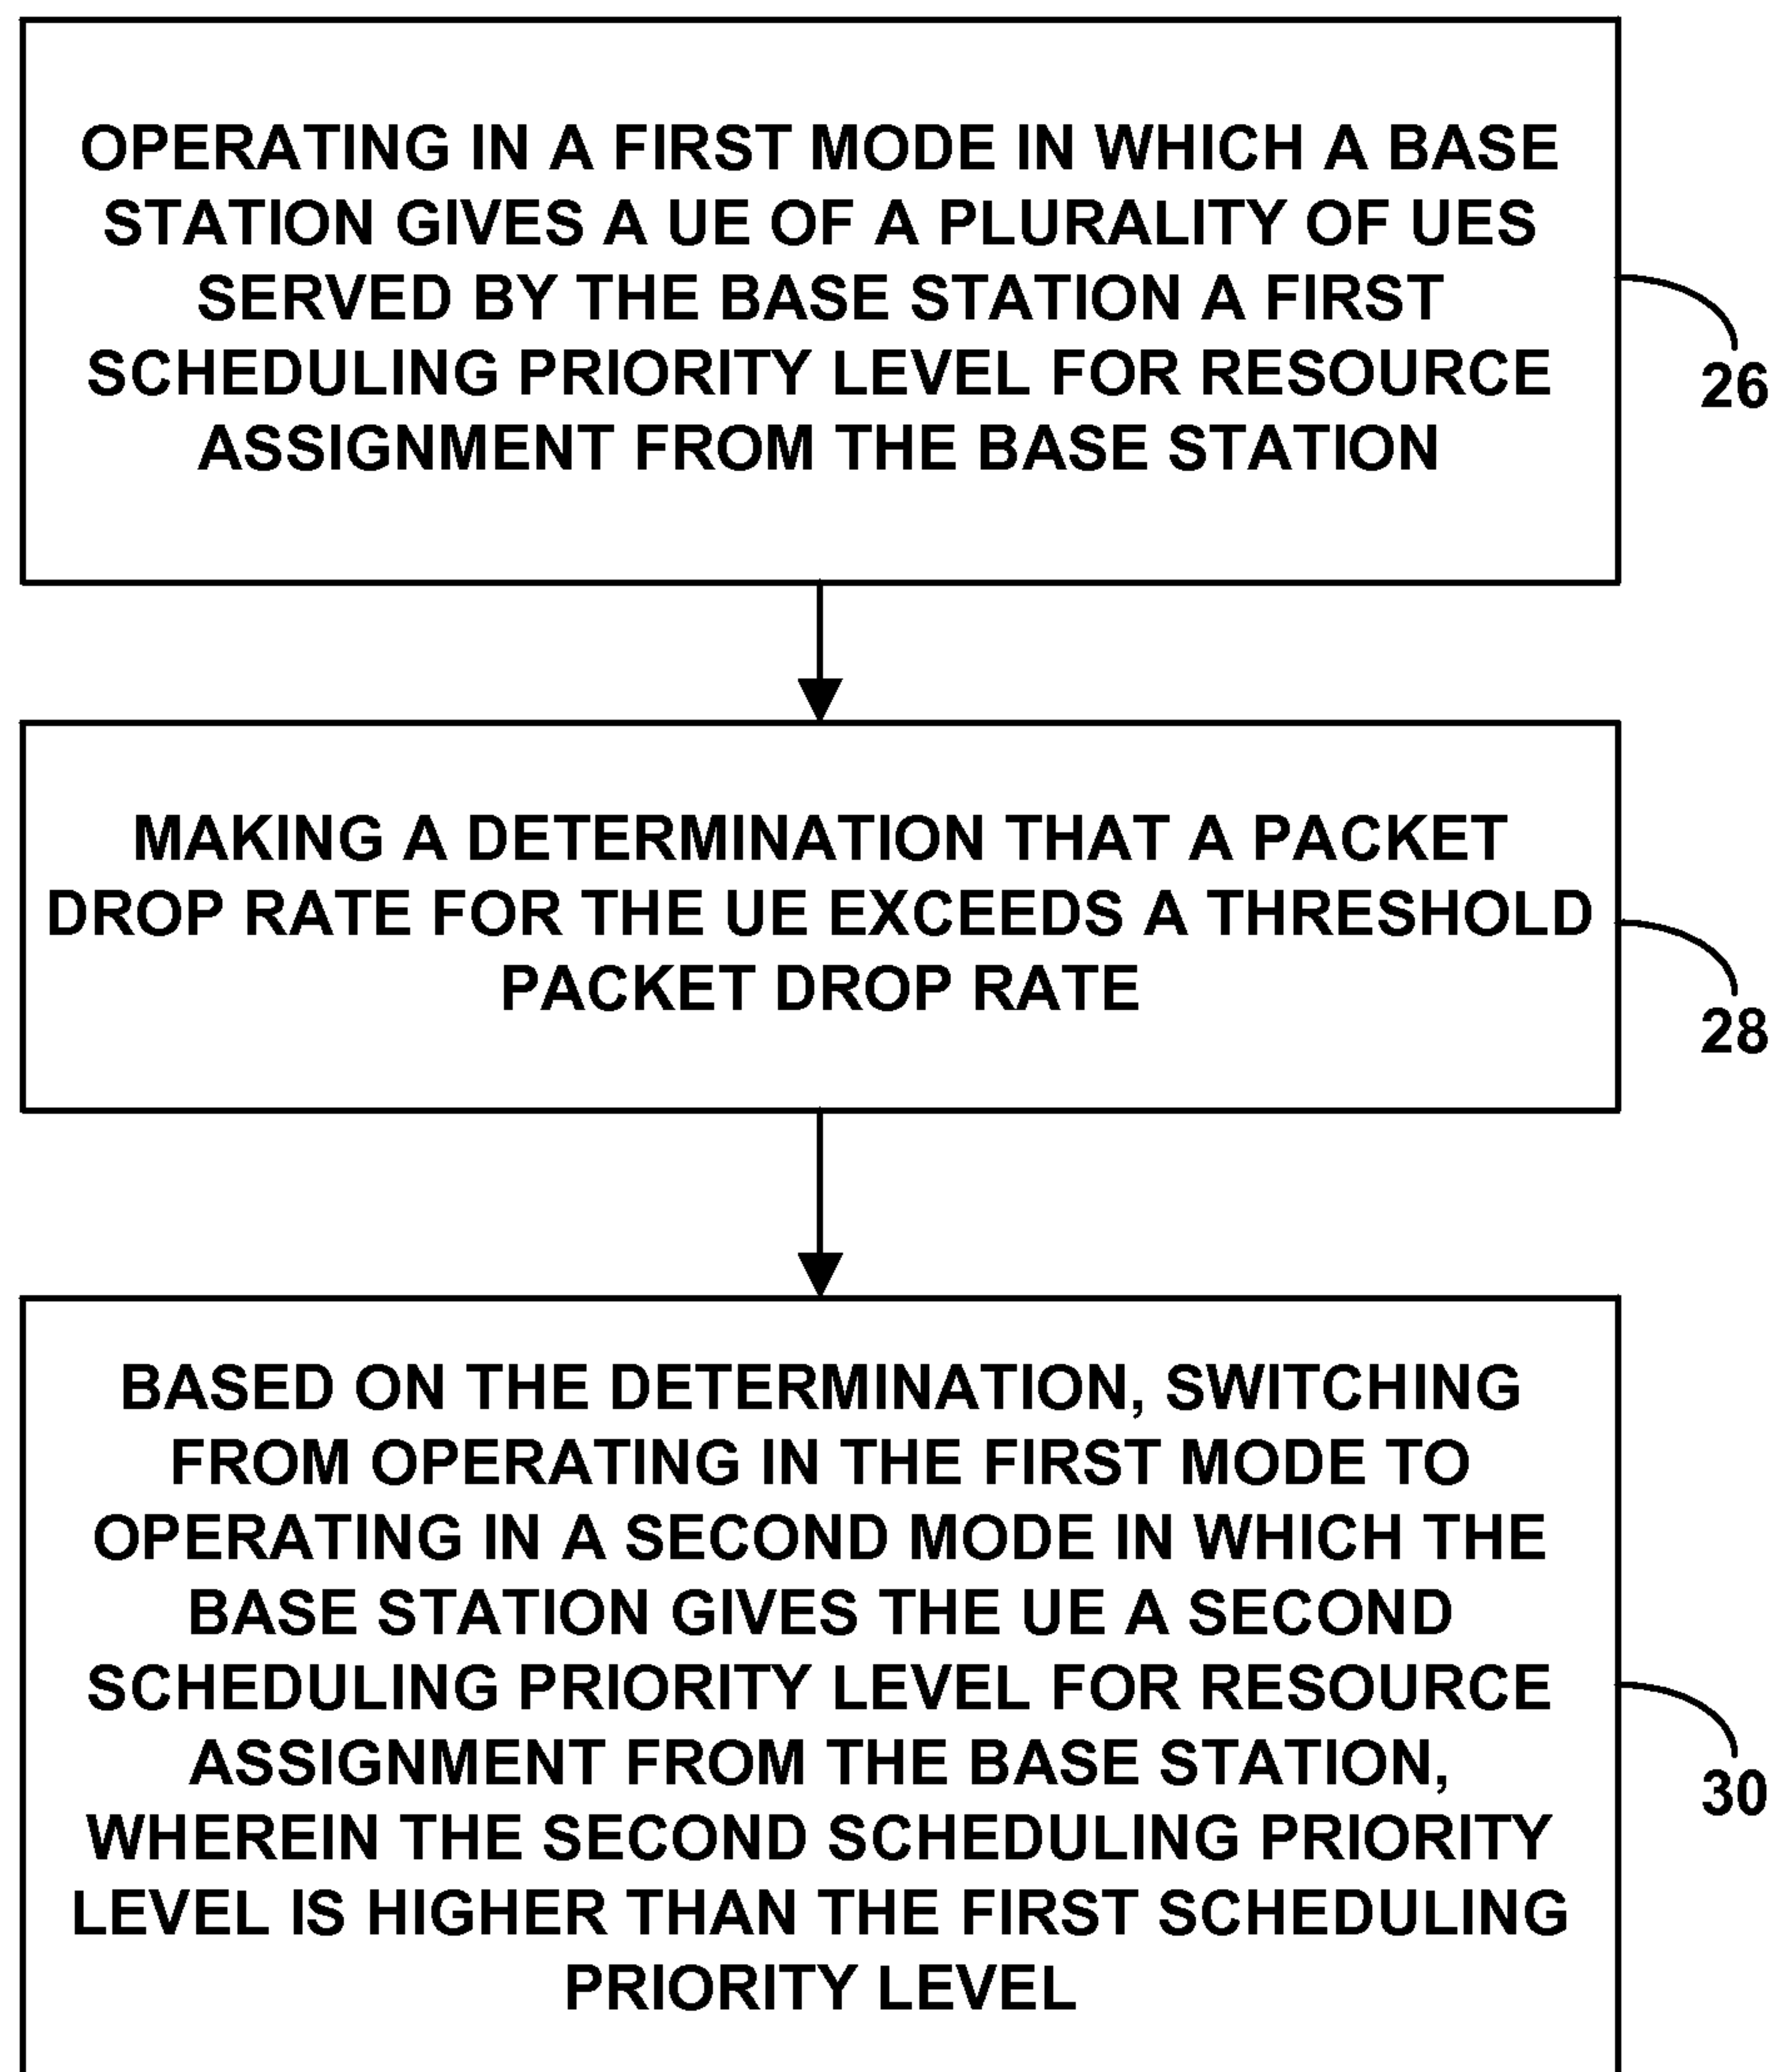 OPERATING IN A FIRST MODE IN WHICH A BASE
STATION GIVES A UE OF A PLURALITY OF UES
SERVED BY THE BASE STATION A FIRST
SCHEDULING PRIORITY LEVEL FOR RESOURCE
ASSIGNMENT FROM THE BASE STATION
26
MAKING A DETERMINATION THAT A PACKET
DROP RATE FOR THE UE EXCEEDS A THRESHOLD
PACKET DROP RATE
28
BASED ON THE DETERMINATION, SWITCHING
FROM OPERATING IN THE FIRST MODE TO
OPERATING IN A SECOND MODE IN WHICH THE
BASE STATION GIVES THE UE A SECOND
SCHEDULING PRIORITY LEVEL FOR RESOURCE
ASSIGNMENT FROM THE BASE STATION,
WHEREIN THE SECOND SCHEDULING PRIORITY
LEVEL IS HIGHER THAN THE FIRST SCHEDULING
PRIORITY LEVEL
30